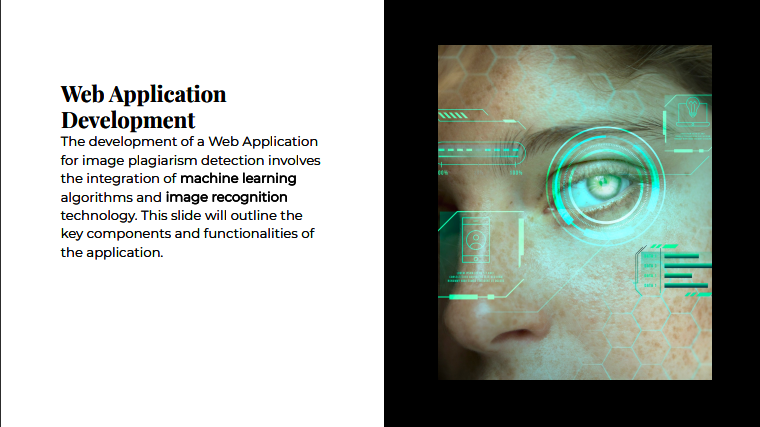 Web Application
Development
The development of a Web Application
for image plagiarism detection involves
the integration of machine learning
algorithms and image recognition
technology. This slide will outline the
key components and functionalities of
the application.
100%